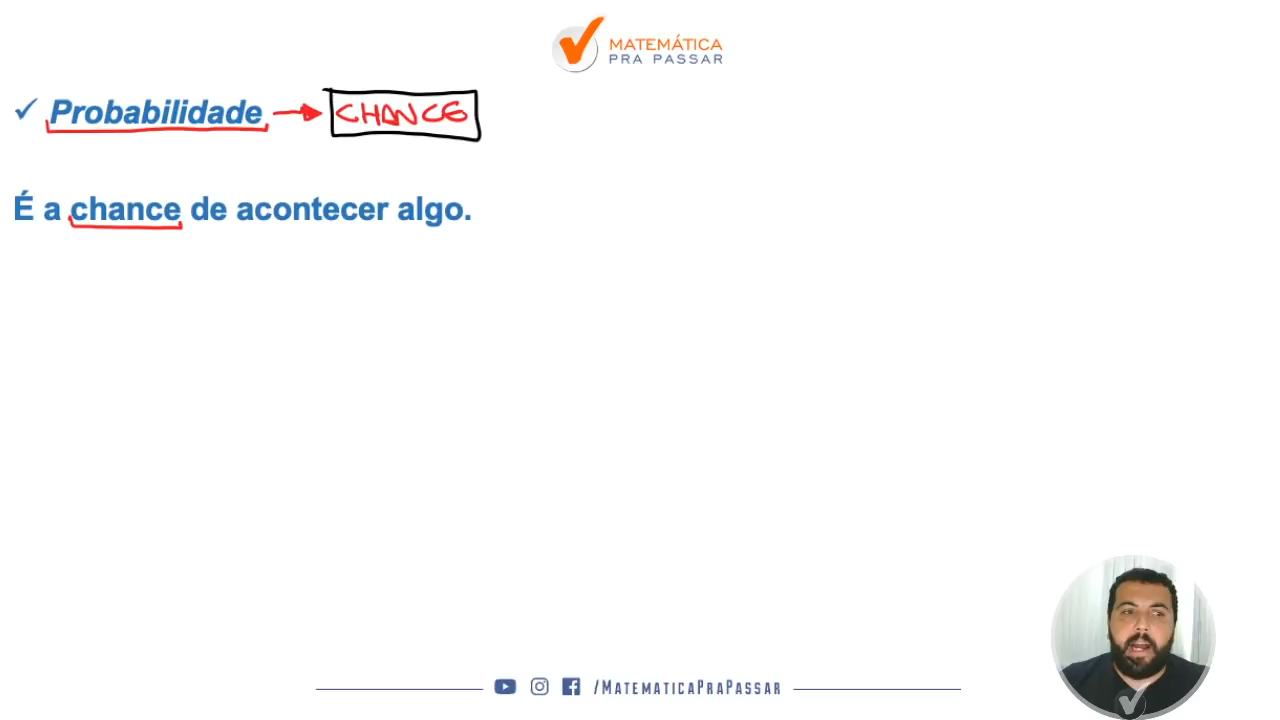 MATEMÁTICA
PRA PASSAR
Probabilidade → CHANCE
É a chance de acontecer algo.
/MATEMATICAPRAPASSAR